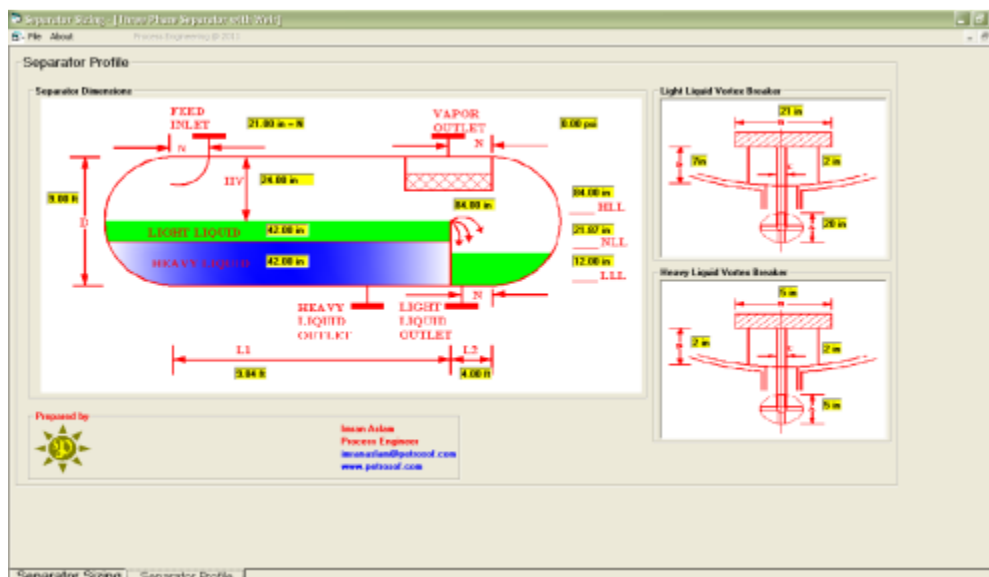 Separator Sizing - [Three Phase Separator with Weir]
File About
Process Engineering @ 2010
Separator Profile
Separator Dimensions
FEED
INLET
21.00 in = N
VAPOR
OUTLET
0.00 psi
N
N
HV
24.00 in
9.00 ft
D
84.00 in
84.00 in
HLL
LIGHT LIQUID
42.00 in
21.87 in
NLL
HEAVY LIQUID
42.00 in
12.00 in
LLL
N
HEAVY
LIQUID
OUTLET
LIGHT
LIQUID
OUTLET
L1
L2
9.84 ft
4.00 ft
Light Liquid Vortex Breaker
21 in
7in
2 in
20 in
Heavy Liquid Vortex Breaker
5 in
2 in
2 in
5 in
Prepared by
Imran Aslam
Process Engineer
imranaslam@petrosof.com
www.petrosof.com
Separator Sizing
Separator Profile